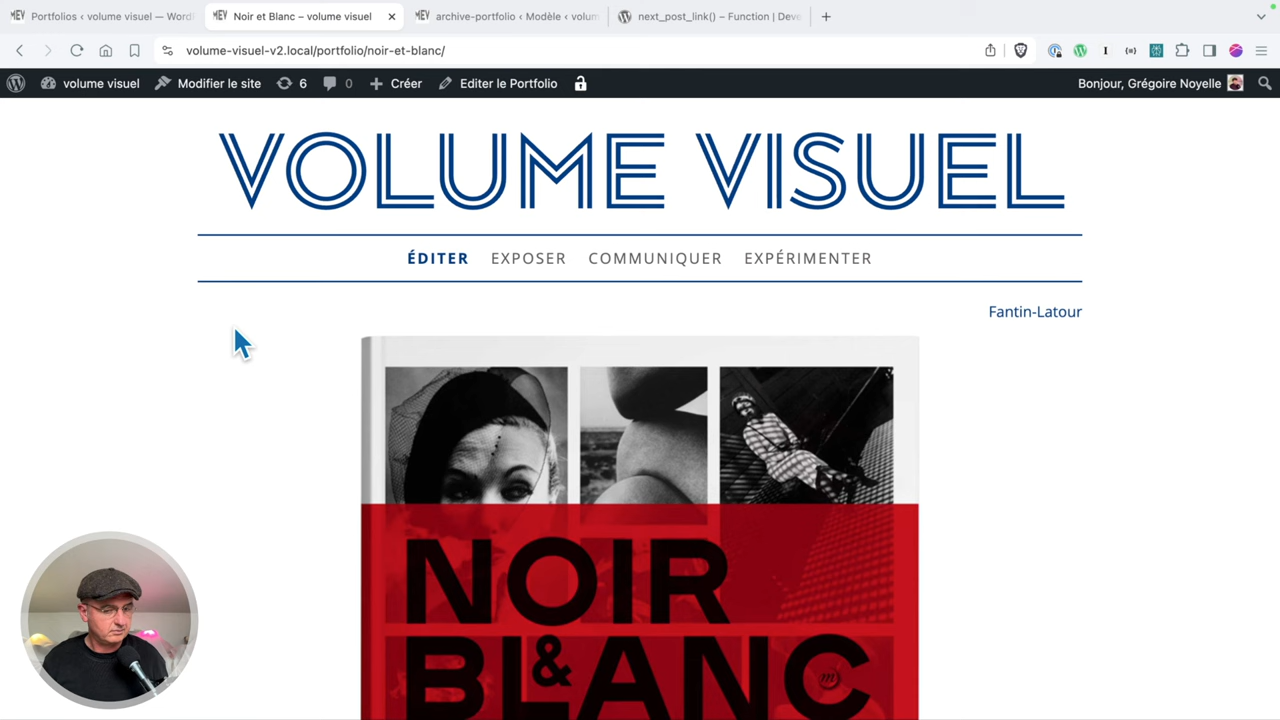 Portfolios ‹ volume visuel — Word
Noir et Blanc – volume visuel
archive-portfolio ‹ Modèle ‹ volum
next_post_link() – Function | Deve
volume-visuel-v2.local/portfolio/noir-et-blanc/
volume visuel
Modifier le site
6
0
Créer
Editer le Portfolio
Bonjour, Grégoire Noyelle
VOLUME VISUEL
ÉDITER EXPOSER COMMUNIQUER EXPÉRIMENTER
Fantin-Latour
NOIR
&
BLANC
m